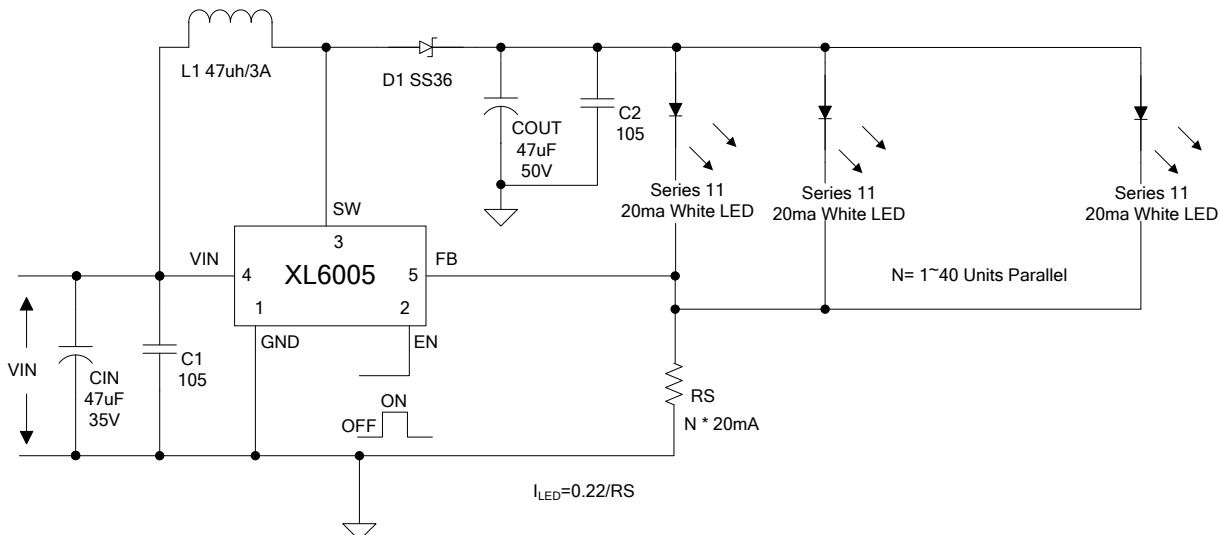 L1 47uh/3A
D1 SS36
COUT
47uF
50V
C2
105
Series 11
20ma White LED
Series 11
20ma White LED
Series 11
20ma White LED
SW
3
VIN
4
XL6005
5
FB
1
2
GND
EN
N= 1~40 Units Parallel
VIN
CIN
47uF
35V
C1
105
ON
OFF
RS
N * 20mA
ILED=0.22/RS